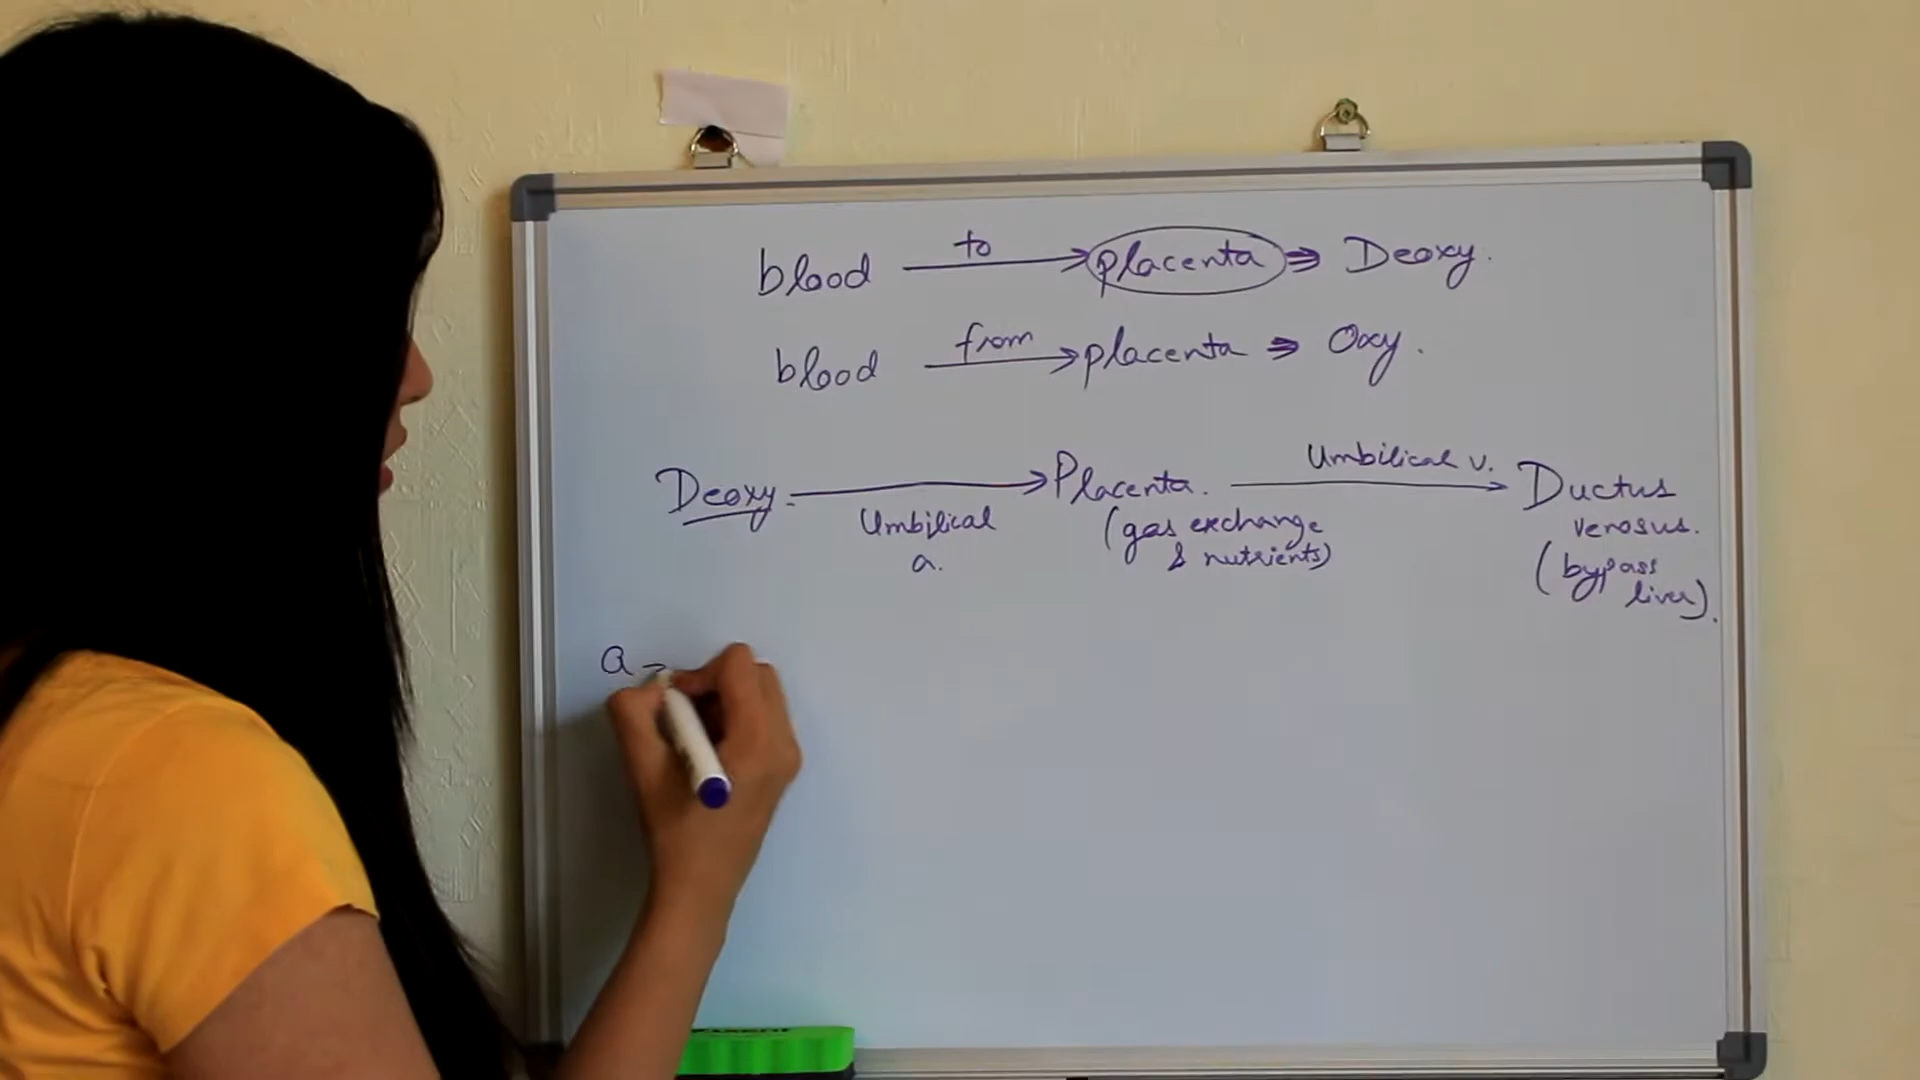 blood to → placenta ⇒ Deoxy.
blood from → placenta ⇒ Oxy.
Umbilical v.
Deoxy. → Placenta. → Ductus
Umbilical (gas exchange venosus.
a. & nutrients) (bypass
liver).
a →